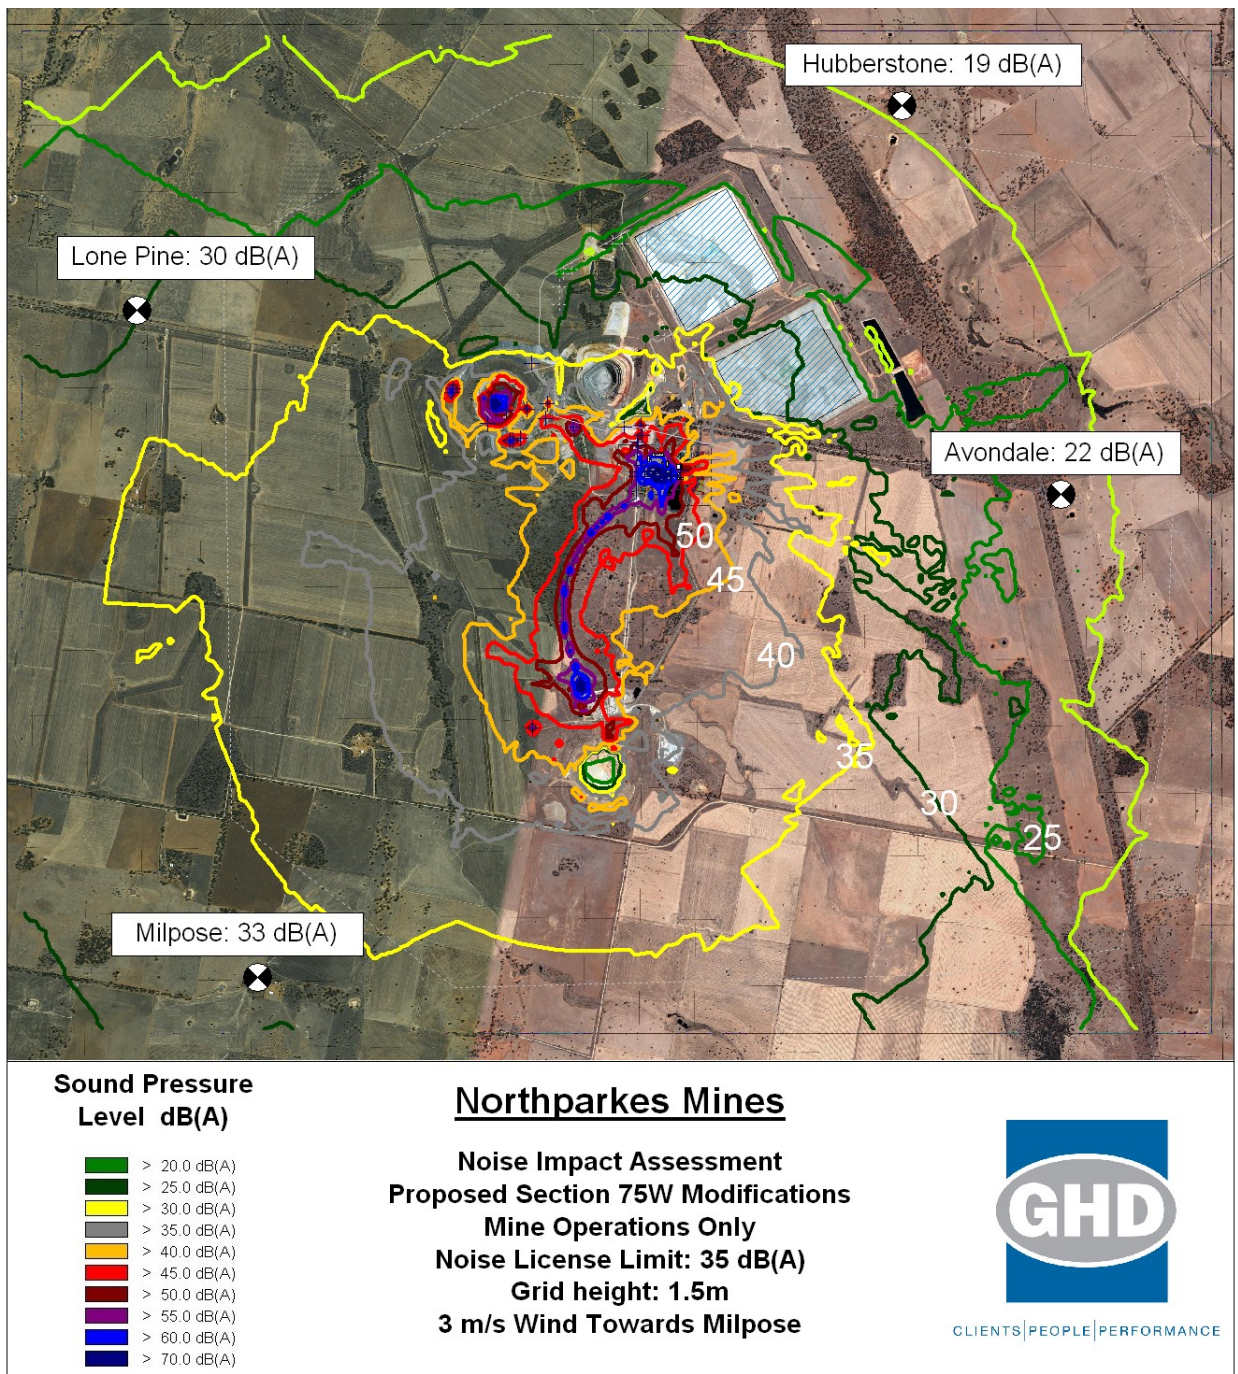 Hubberstone: 19 dB(A)
Lone Pine: 30 dB(A)
Avondale: 22 dB(A)
50
45
40
35
30
25
Milpose: 33 dB(A)
Sound Pressure
Level dB(A)
> 20.0 dB(A)
> 25.0 dB(A)
> 30.0 dB(A)
> 35.0 dB(A)
> 40.0 dB(A)
> 45.0 dB(A)
> 50.0 dB(A)
> 55.0 dB(A)
> 60.0 dB(A)
> 70.0 dB(A)
Northparkes Mines
Noise Impact Assessment
Proposed Section 75W Modifications
Mine Operations Only
Noise License Limit: 35 dB(A)
Grid height: 1.5m
3 m/s Wind Towards Milpose
GHD
CLIENTS|PEOPLE|PERFORMANCE